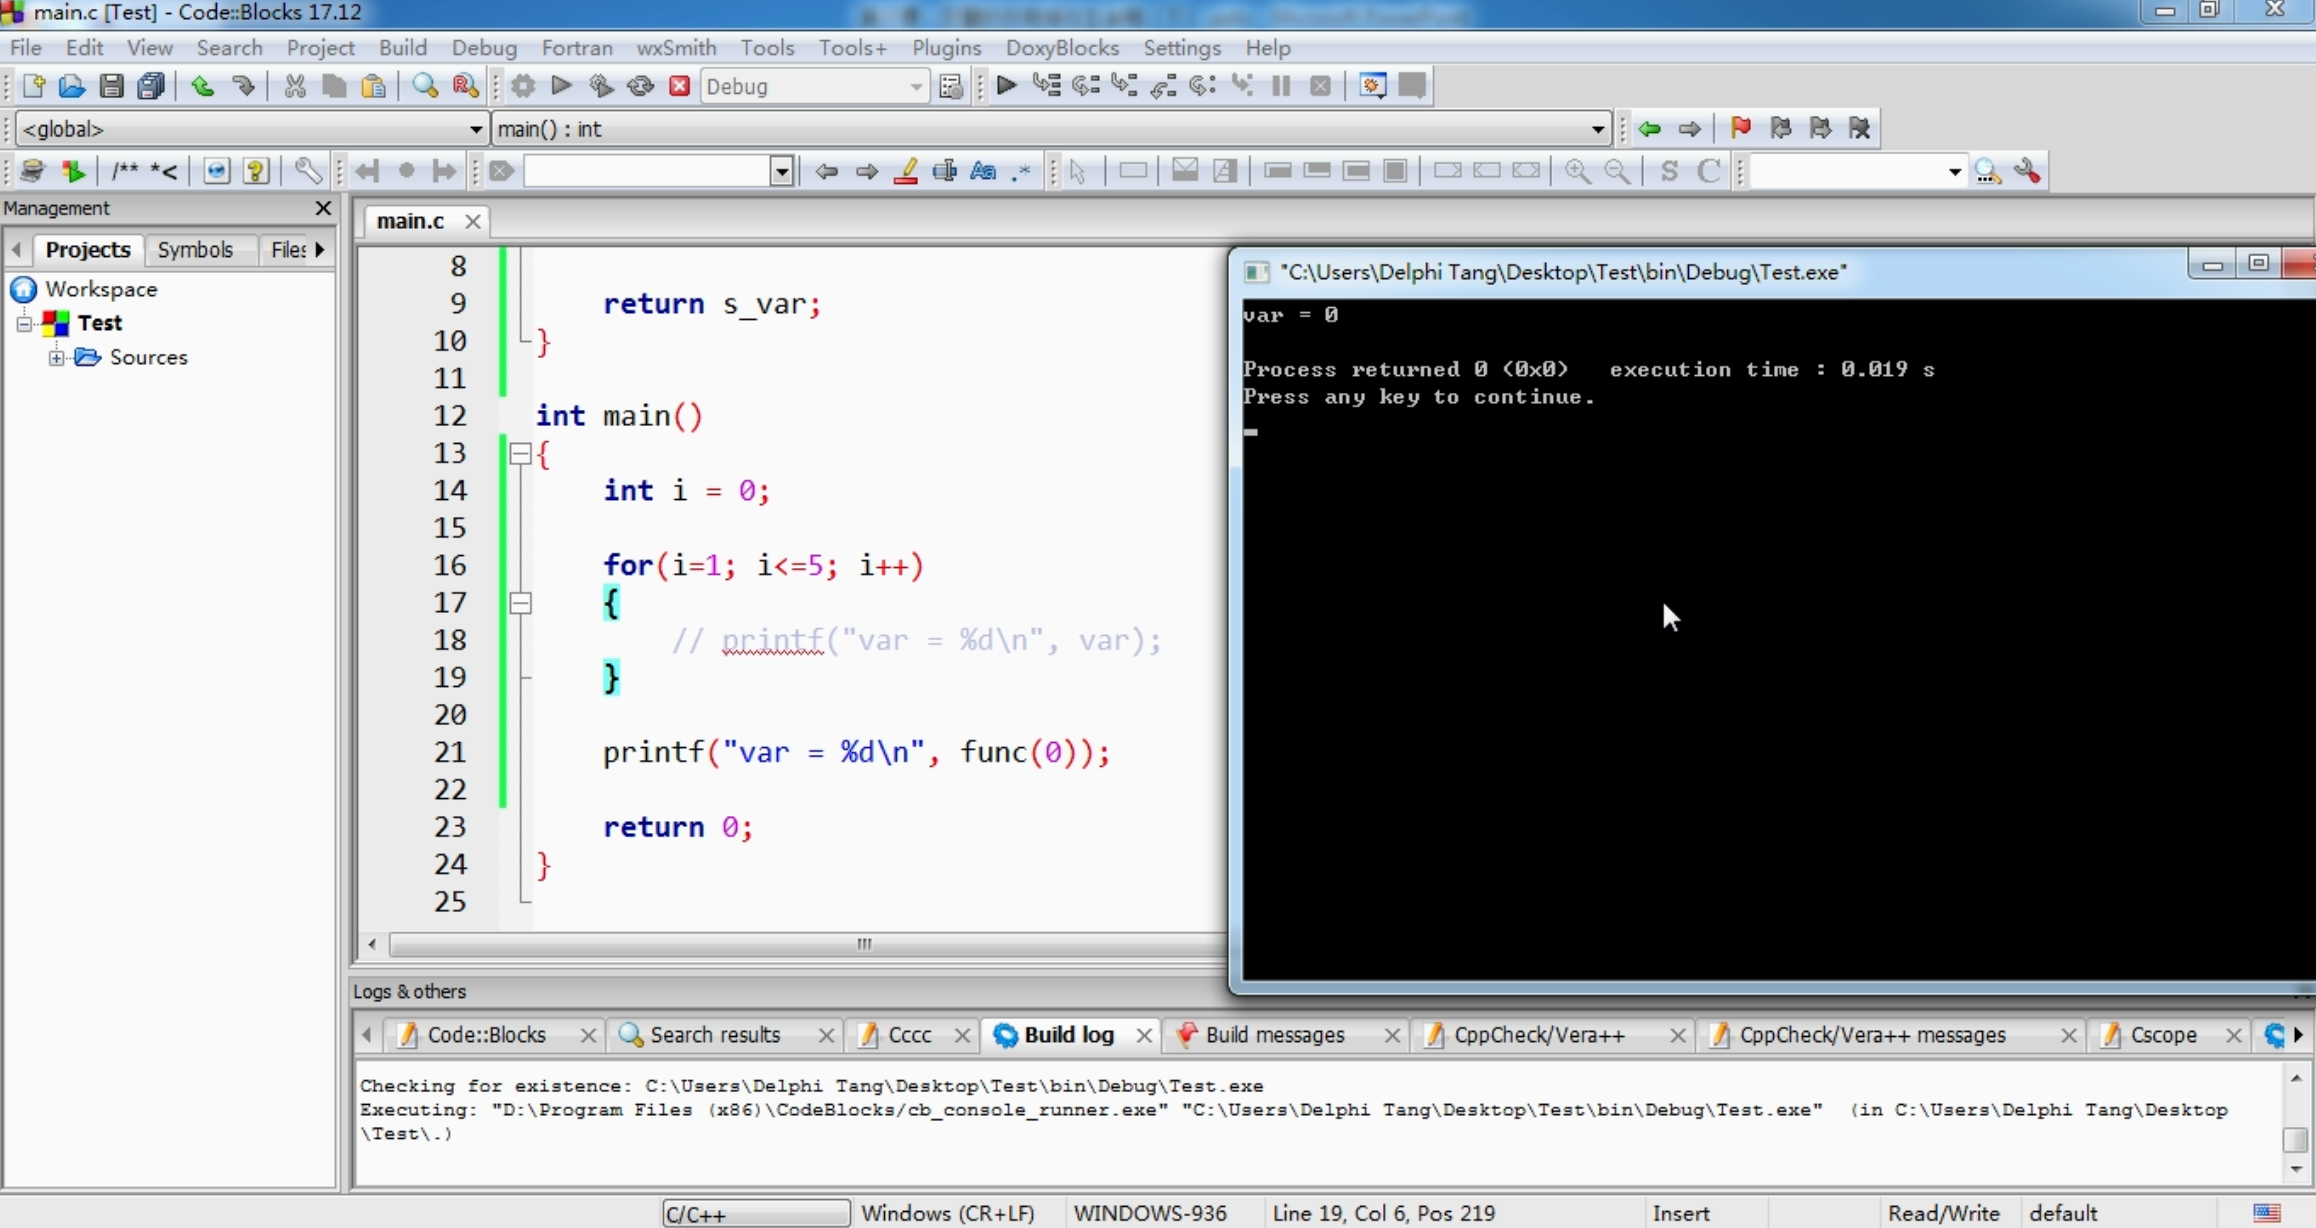 main.c [Test] - Code::Blocks 17.12
File Edit View Search Project Build Debug Fortran wxSmith Tools Tools+ Plugins DoxyBlocks Settings Help
Debug
<global> main() : int
/** *< Aa .* S C
Management
Projects Symbols Files
Workspace
Test
Sources
main.c
8
9 return s_var;
10 }
11
12 int main()
13 {
14 int i = 0;
15
16 for(i=1; i<=5; i++)
17 {
18 // printf("var = %d\n", var);
19 }
20
21 printf("var = %d\n", func(0));
22
23 return 0;
24 }
25
"C:\Users\Delphi Tang\Desktop\Test\bin\Debug\Test.exe"
var = 0
Process returned 0 (0x0) execution time : 0.019 s
Press any key to continue.
Logs & others
Code::Blocks Search results Cccc Build log Build messages CppCheck/Vera++ CppCheck/Vera++ messages Cscope
Checking for existence: C:\Users\Delphi Tang\Desktop\Test\bin\Debug\Test.exe
Executing: "D:\Program Files (x86)\CodeBlocks/cb_console_runner.exe" "C:\Users\Delphi Tang\Desktop\Test\bin\Debug\Test.exe" (in C:\Users\Delphi Tang\Desktop
\Test\.)
C/C++ Windows (CR+LF) WINDOWS-936 Line 19, Col 6, Pos 219 Insert Read/Write default